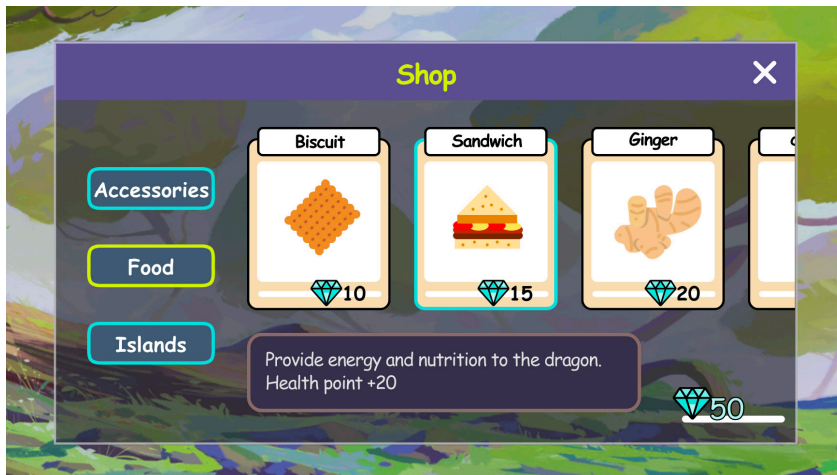 Shop
Accessories
Food
Islands
Biscuit
Sandwich
Ginger
10
15
20
Provide energy and nutrition to the dragon.
Health point +20
50